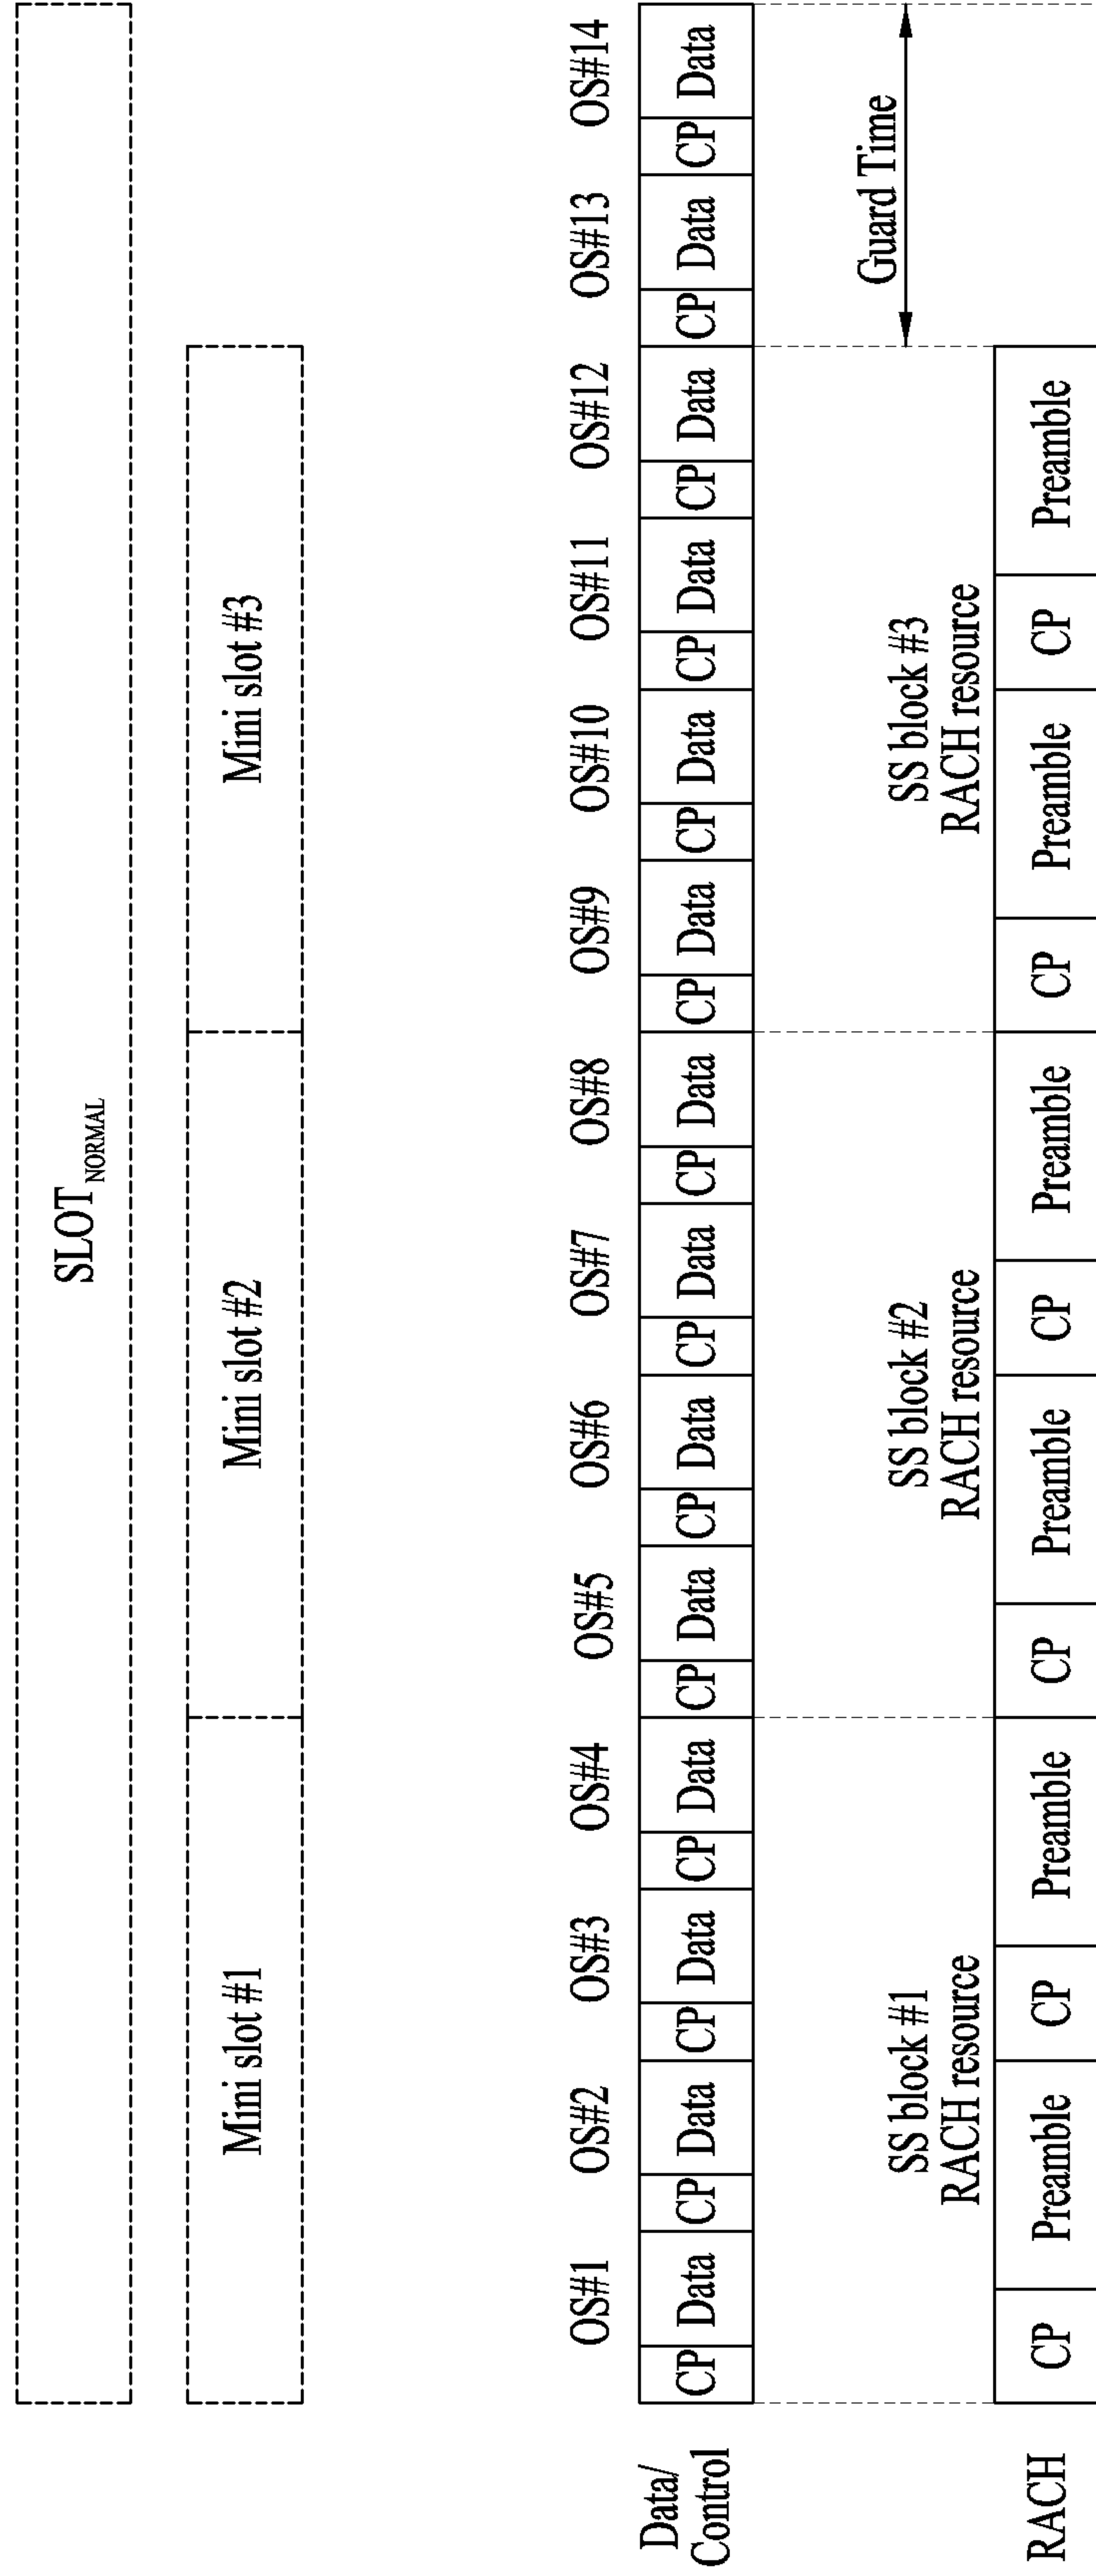 SLOT NORMAL
Mini slot #1 Mini slot #2 Mini slot #3
OS#1 OS#2 OS#3 OS#4 OS#5 OS#6 OS#7 OS#8 OS#9 OS#10 OS#11 OS#12 OS#13 OS#14
Data/
Control
CP Data CP Data CP Data CP Data CP Data CP Data CP Data CP Data CP Data CP Data CP Data CP Data CP Data CP Data
Guard Time
SS block #1 SS block #2 SS block #3
RACH resource RACH resource RACH resource
RACH CP Preamble CP Preamble CP Preamble CP Preamble CP Preamble CP Preamble